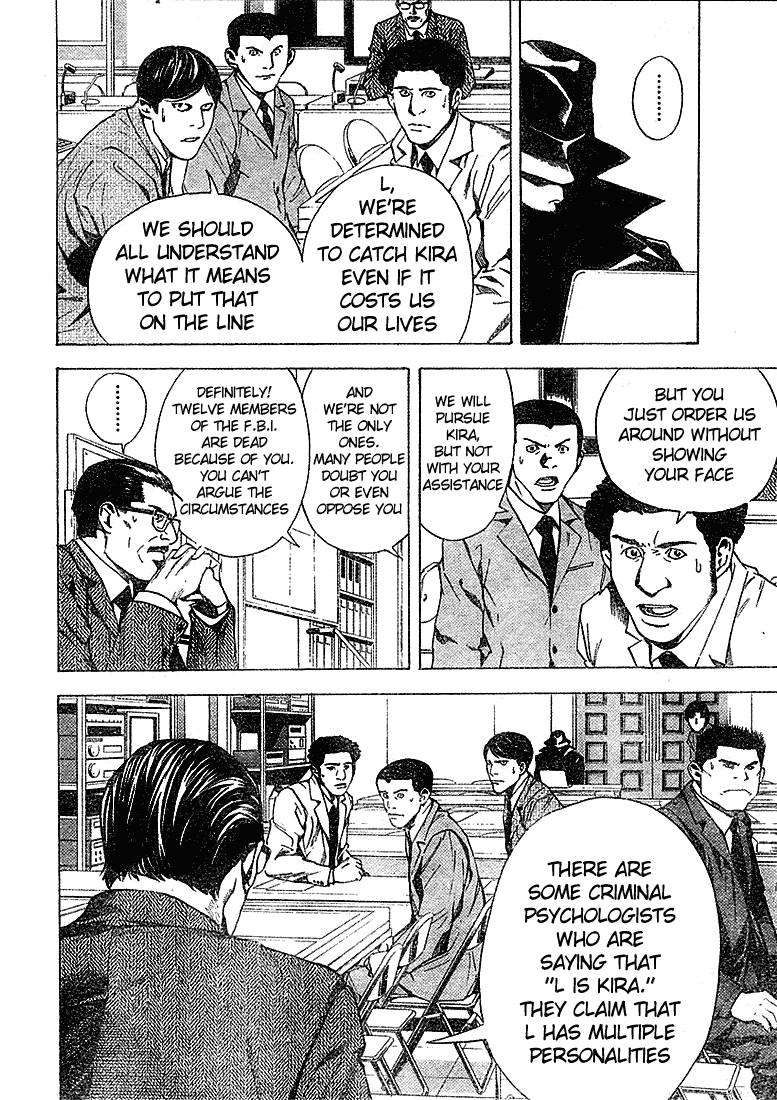 ………
L,
WE'RE
DETERMINED
TO CATCH KIRA
EVEN IF IT
COSTS US
OUR LIVES
WE SHOULD
ALL UNDERSTAND
WHAT IT MEANS
TO PUT THAT
ON THE LINE
BUT YOU
JUST ORDER US
AROUND WITHOUT
SHOWING
YOUR FACE
WE WILL
PURSUE
KIRA,
BUT NOT
WITH YOUR
ASSISTANCE
AND
WE'RE NOT
THE ONLY
ONES.
MANY PEOPLE
DOUBT YOU
OR EVEN
OPPOSE YOU
DEFINITELY!
TWELVE MEMBERS
OF THE F.B.I.
ARE DEAD
BECAUSE OF YOU.
YOU CAN'T
ARGUE THE
CIRCUMSTANCES
………
THERE ARE
SOME CRIMINAL
PSYCHOLOGISTS
WHO ARE
SAYING THAT
"L IS KIRA."
THEY CLAIM THAT
L HAS MULTIPLE
PERSONALITIES